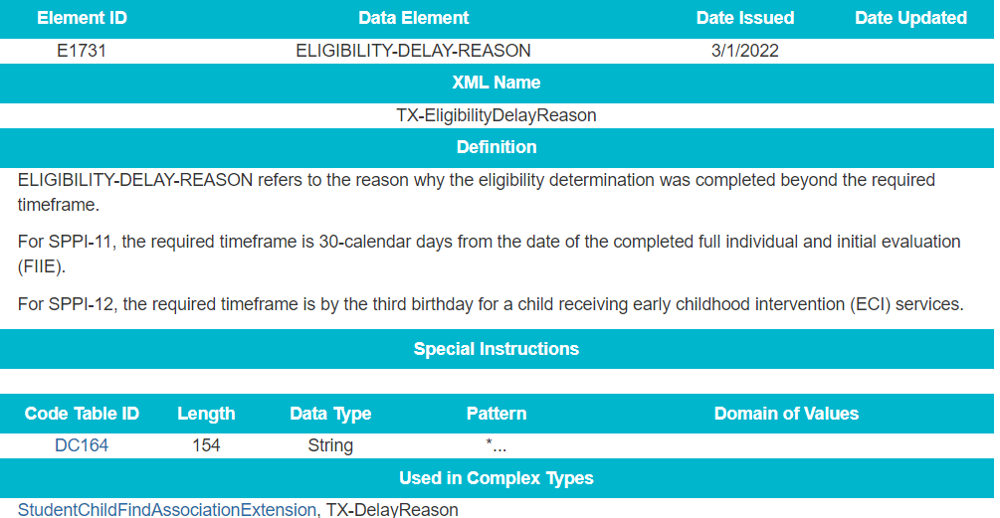 Element ID Data Element Date Issued Date Updated
E1731 ELIGIBILITY-DELAY-REASON 3/1/2022
XML Name
TX-EligibilityDelayReason
Definition
ELIGIBILITY-DELAY-REASON refers to the reason why the eligibility determination was completed beyond the required
timeframe.
For SPPI-11, the required timeframe is 30-calendar days from the date of the completed full individual and initial evaluation
(FIIE).
For SPPI-12, the required timeframe is by the third birthday for a child receiving early childhood intervention (ECI) services.
Special Instructions
Code Table ID Length Data Type Pattern Domain of Values
DC164 154 String *...
Used in Complex Types
StudentChildFindAssociationExtension, TX-DelayReason